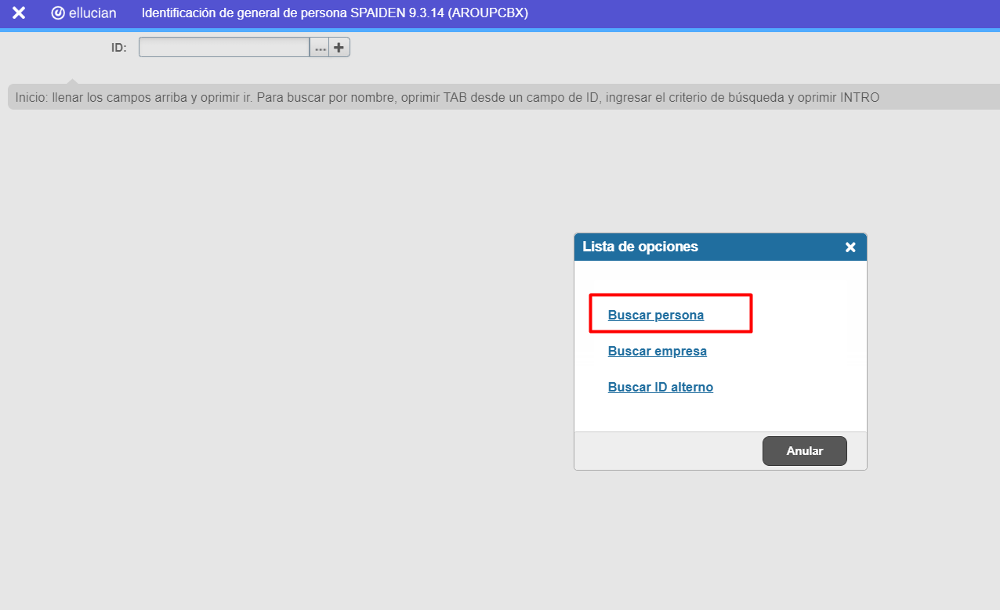 ellucian Identificación de general de persona SPAIDEN 9.3.14 (AROUPCBX)
ID: ...
Inicio: llenar los campos arriba y oprimir ir. Para buscar por nombre, oprimir TAB desde un campo de ID, ingresar el criterio de búsqueda y oprimir INTRO
Lista de opciones
Buscar persona
Buscar empresa
Buscar ID alterno
Anular